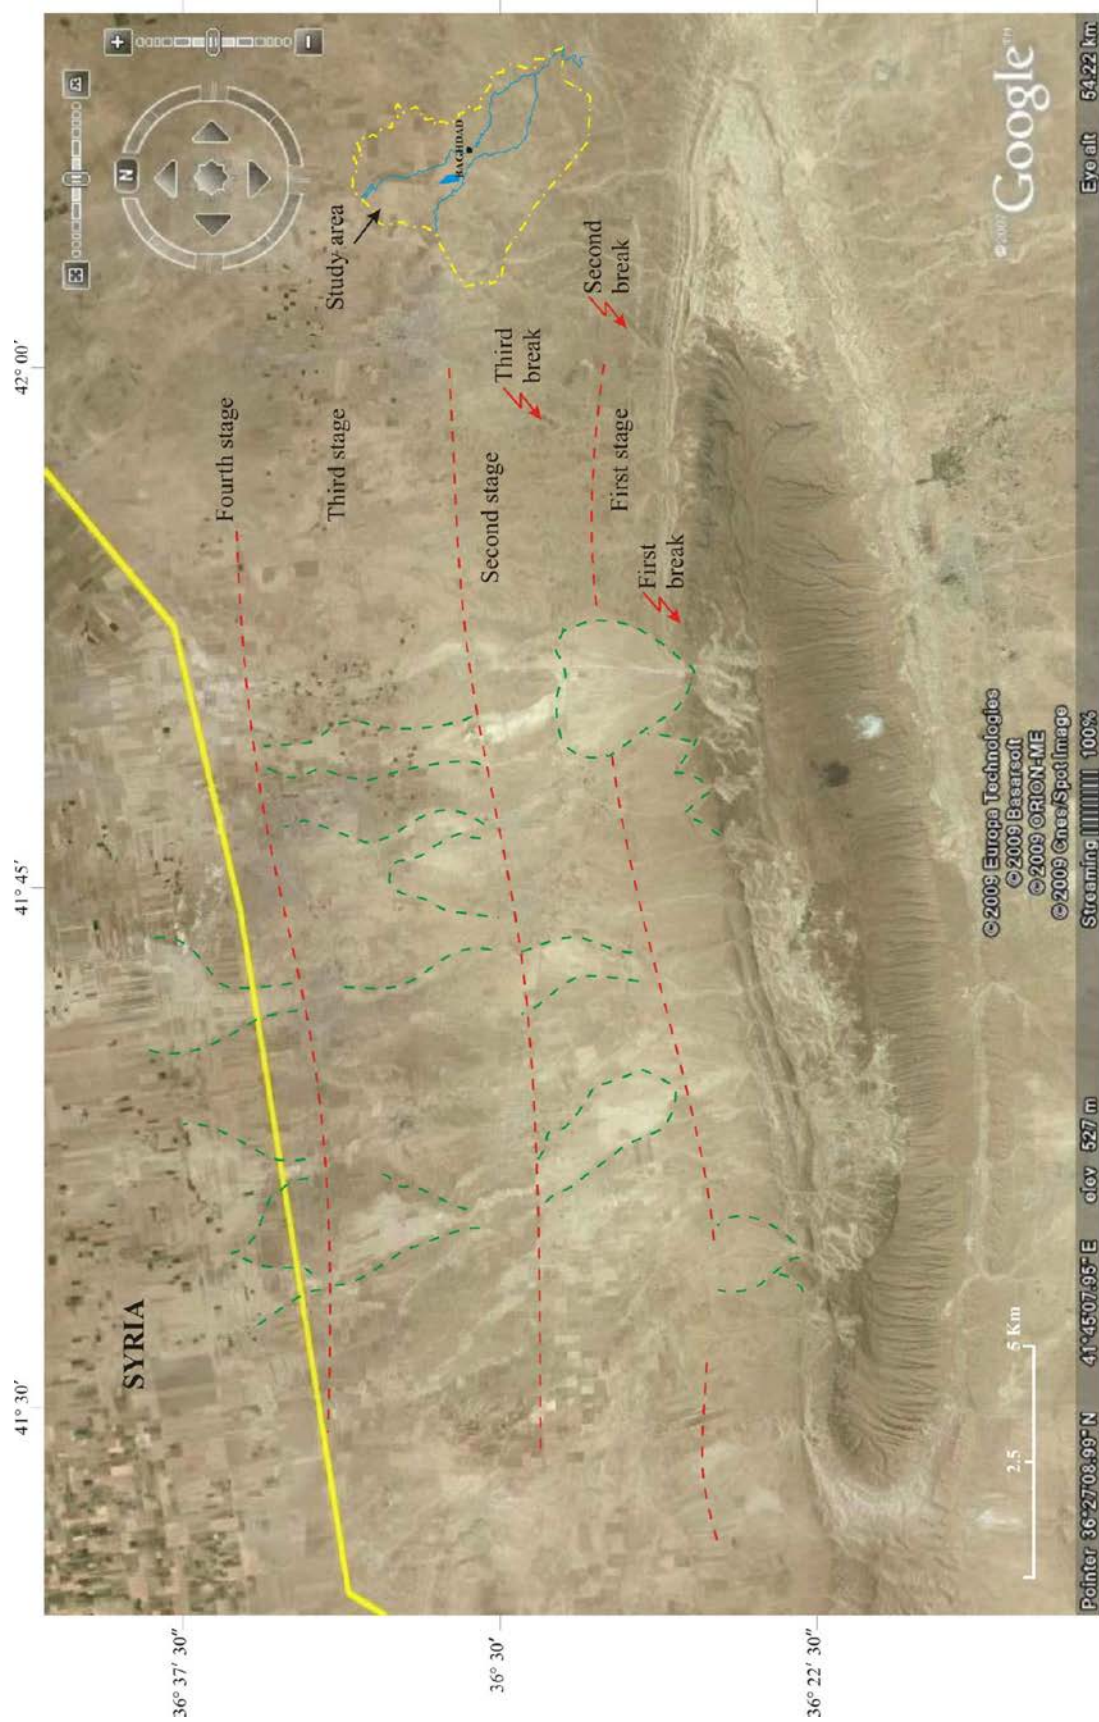 42° 00′
41° 45′
41° 30′
36° 37′ 30″
36° 30′
36° 22′ 30″
N
SYRIA
Study area
BAGHDAD
Fourth stage
Third stage
Second stage
First stage
Third
break
Second
break
First
break
2.5
5 Km
©2009 Europa Technologies
©2009 Basarsoft
©2009 ORION-ME
©2009 Cnes/Spot Image
©2007 Google™
Pointer 36°27'08.99" N 41°45'07.95" E elev 527 m Streaming |||||||||| 100% Eye alt 54.22 km